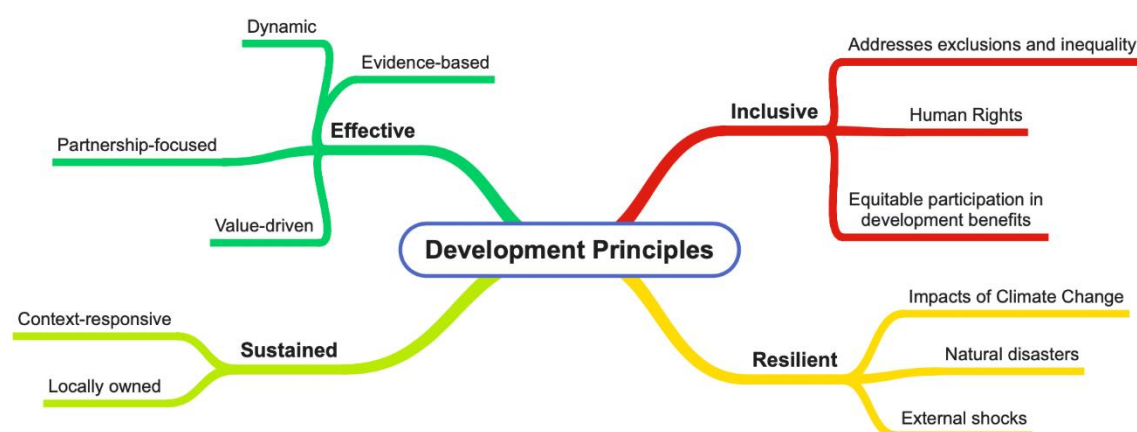 Development Principles
Effective
Dynamic
Evidence-based
Partnership-focused
Value-driven
Inclusive
Addresses exclusions and inequality
Human Rights
Equitable participation in
development benefits
Sustained
Context-responsive
Locally owned
Resilient
Impacts of Climate Change
Natural disasters
External shocks